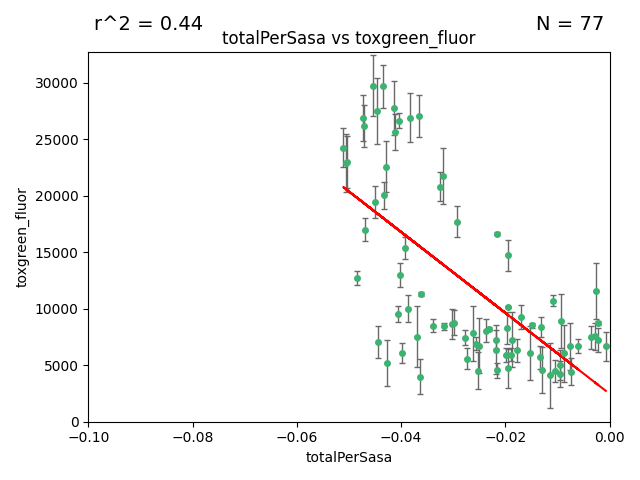 r^2 = 0.44
N = 77
totalPerSasa vs toxgreen_fluor
toxgreen_fluor
30000
25000
20000
15000
10000
5000
0
−0.10
−0.08
−0.06
−0.04
−0.02
0.00
totalPerSasa